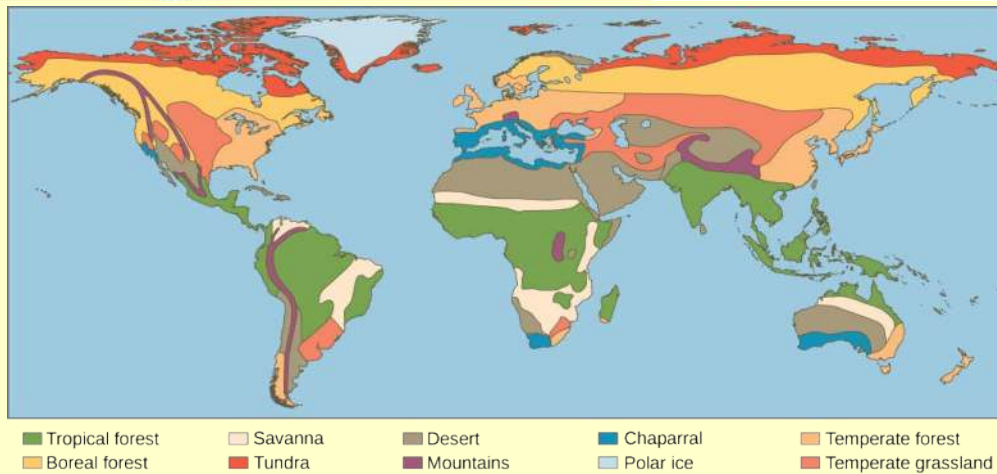 Tropical forest Savanna Desert Chaparral Temperate forest
Boreal forest Tundra Mountains Polar ice Temperate grassland